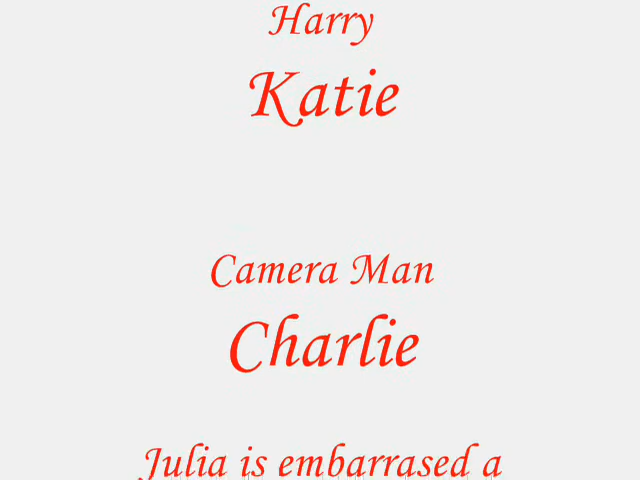 Harry
Katie
Camera Man
Charlie
Julia is embarrased a